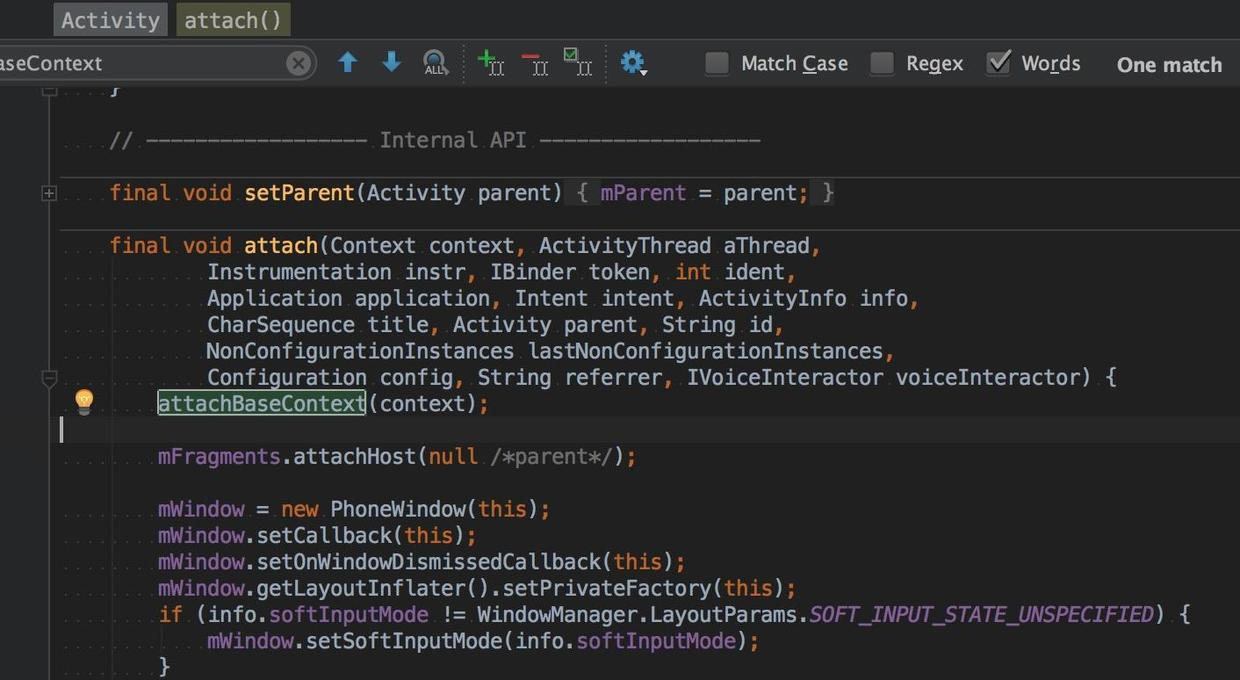 Activity attach()
aseContext ALL Match Case Regex Words One match
}
// —————————————————— Internal API ——————————————————
final void setParent(Activity parent) { mParent = parent; }
final void attach(Context context, ActivityThread aThread,
Instrumentation instr, IBinder token, int ident,
Application application, Intent intent, ActivityInfo info,
CharSequence title, Activity parent, String id,
NonConfigurationInstances lastNonConfigurationInstances,
Configuration config, String referrer, IVoiceInteractor voiceInteractor) {
attachBaseContext(context);
mFragments.attachHost(null /*parent*/);
mWindow = new PhoneWindow(this);
mWindow.setCallback(this);
mWindow.setOnWindowDismissedCallback(this);
mWindow.getLayoutInflater().setPrivateFactory(this);
if (info.softInputMode != WindowManager.LayoutParams.SOFT_INPUT_STATE_UNSPECIFIED) {
mWindow.setSoftInputMode(info.softInputMode);
}